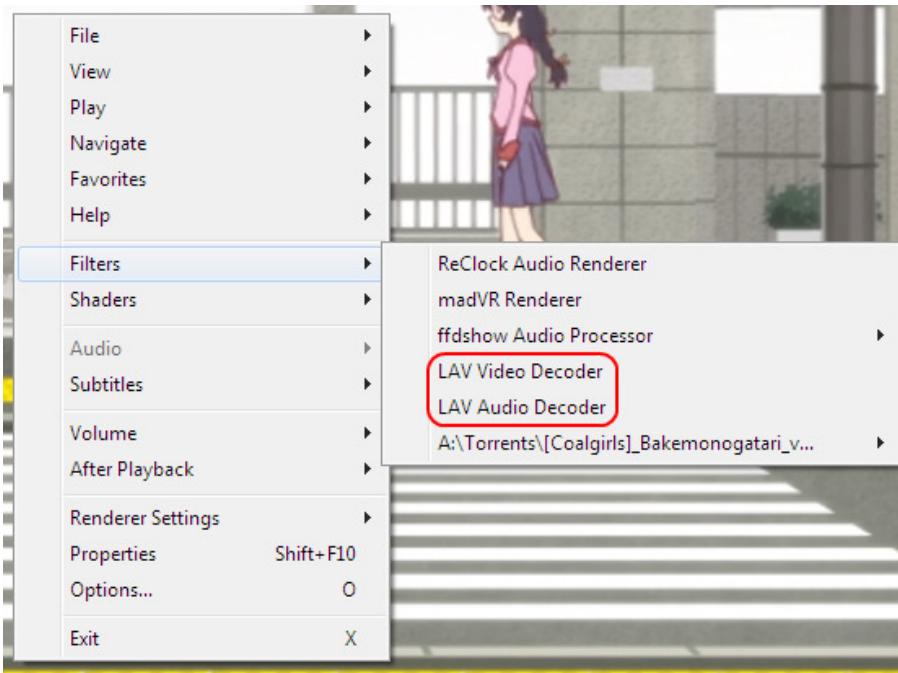 File
View
Play
Navigate
Favorites
Help
Filters
Shaders
Audio
Subtitles
Volume
After Playback
Renderer Settings
Properties Shift+F10
Options... O
Exit X
ReClock Audio Renderer
madVR Renderer
ffdshow Audio Processor
LAV Video Decoder
LAV Audio Decoder
A:\Torrents\[Coalgirls]_Bakemonogatari_v...